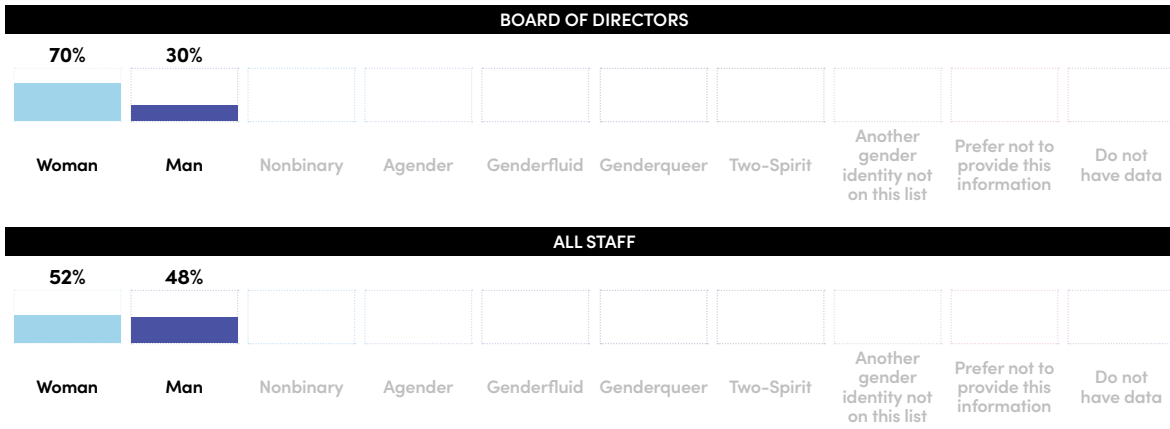 BOARD OF DIRECTORS
70% 30%
Woman Man Nonbinary Agender Genderfluid Genderqueer Two-Spirit
Another
gender
identity not
on this list
Prefer not to
provide this
information
Do not
have data
ALL STAFF
52% 48%
Woman Man Nonbinary Agender Genderfluid Genderqueer Two-Spirit
Another
gender
identity not
on this list
Prefer not to
provide this
information
Do not
have data